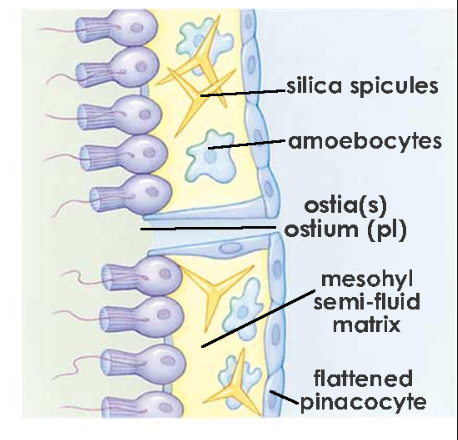 silica spicules
amoebocytes
ostia(s)
ostium (pl)
mesohyl
semi-fluid
matrix
flattened
pinacocyte